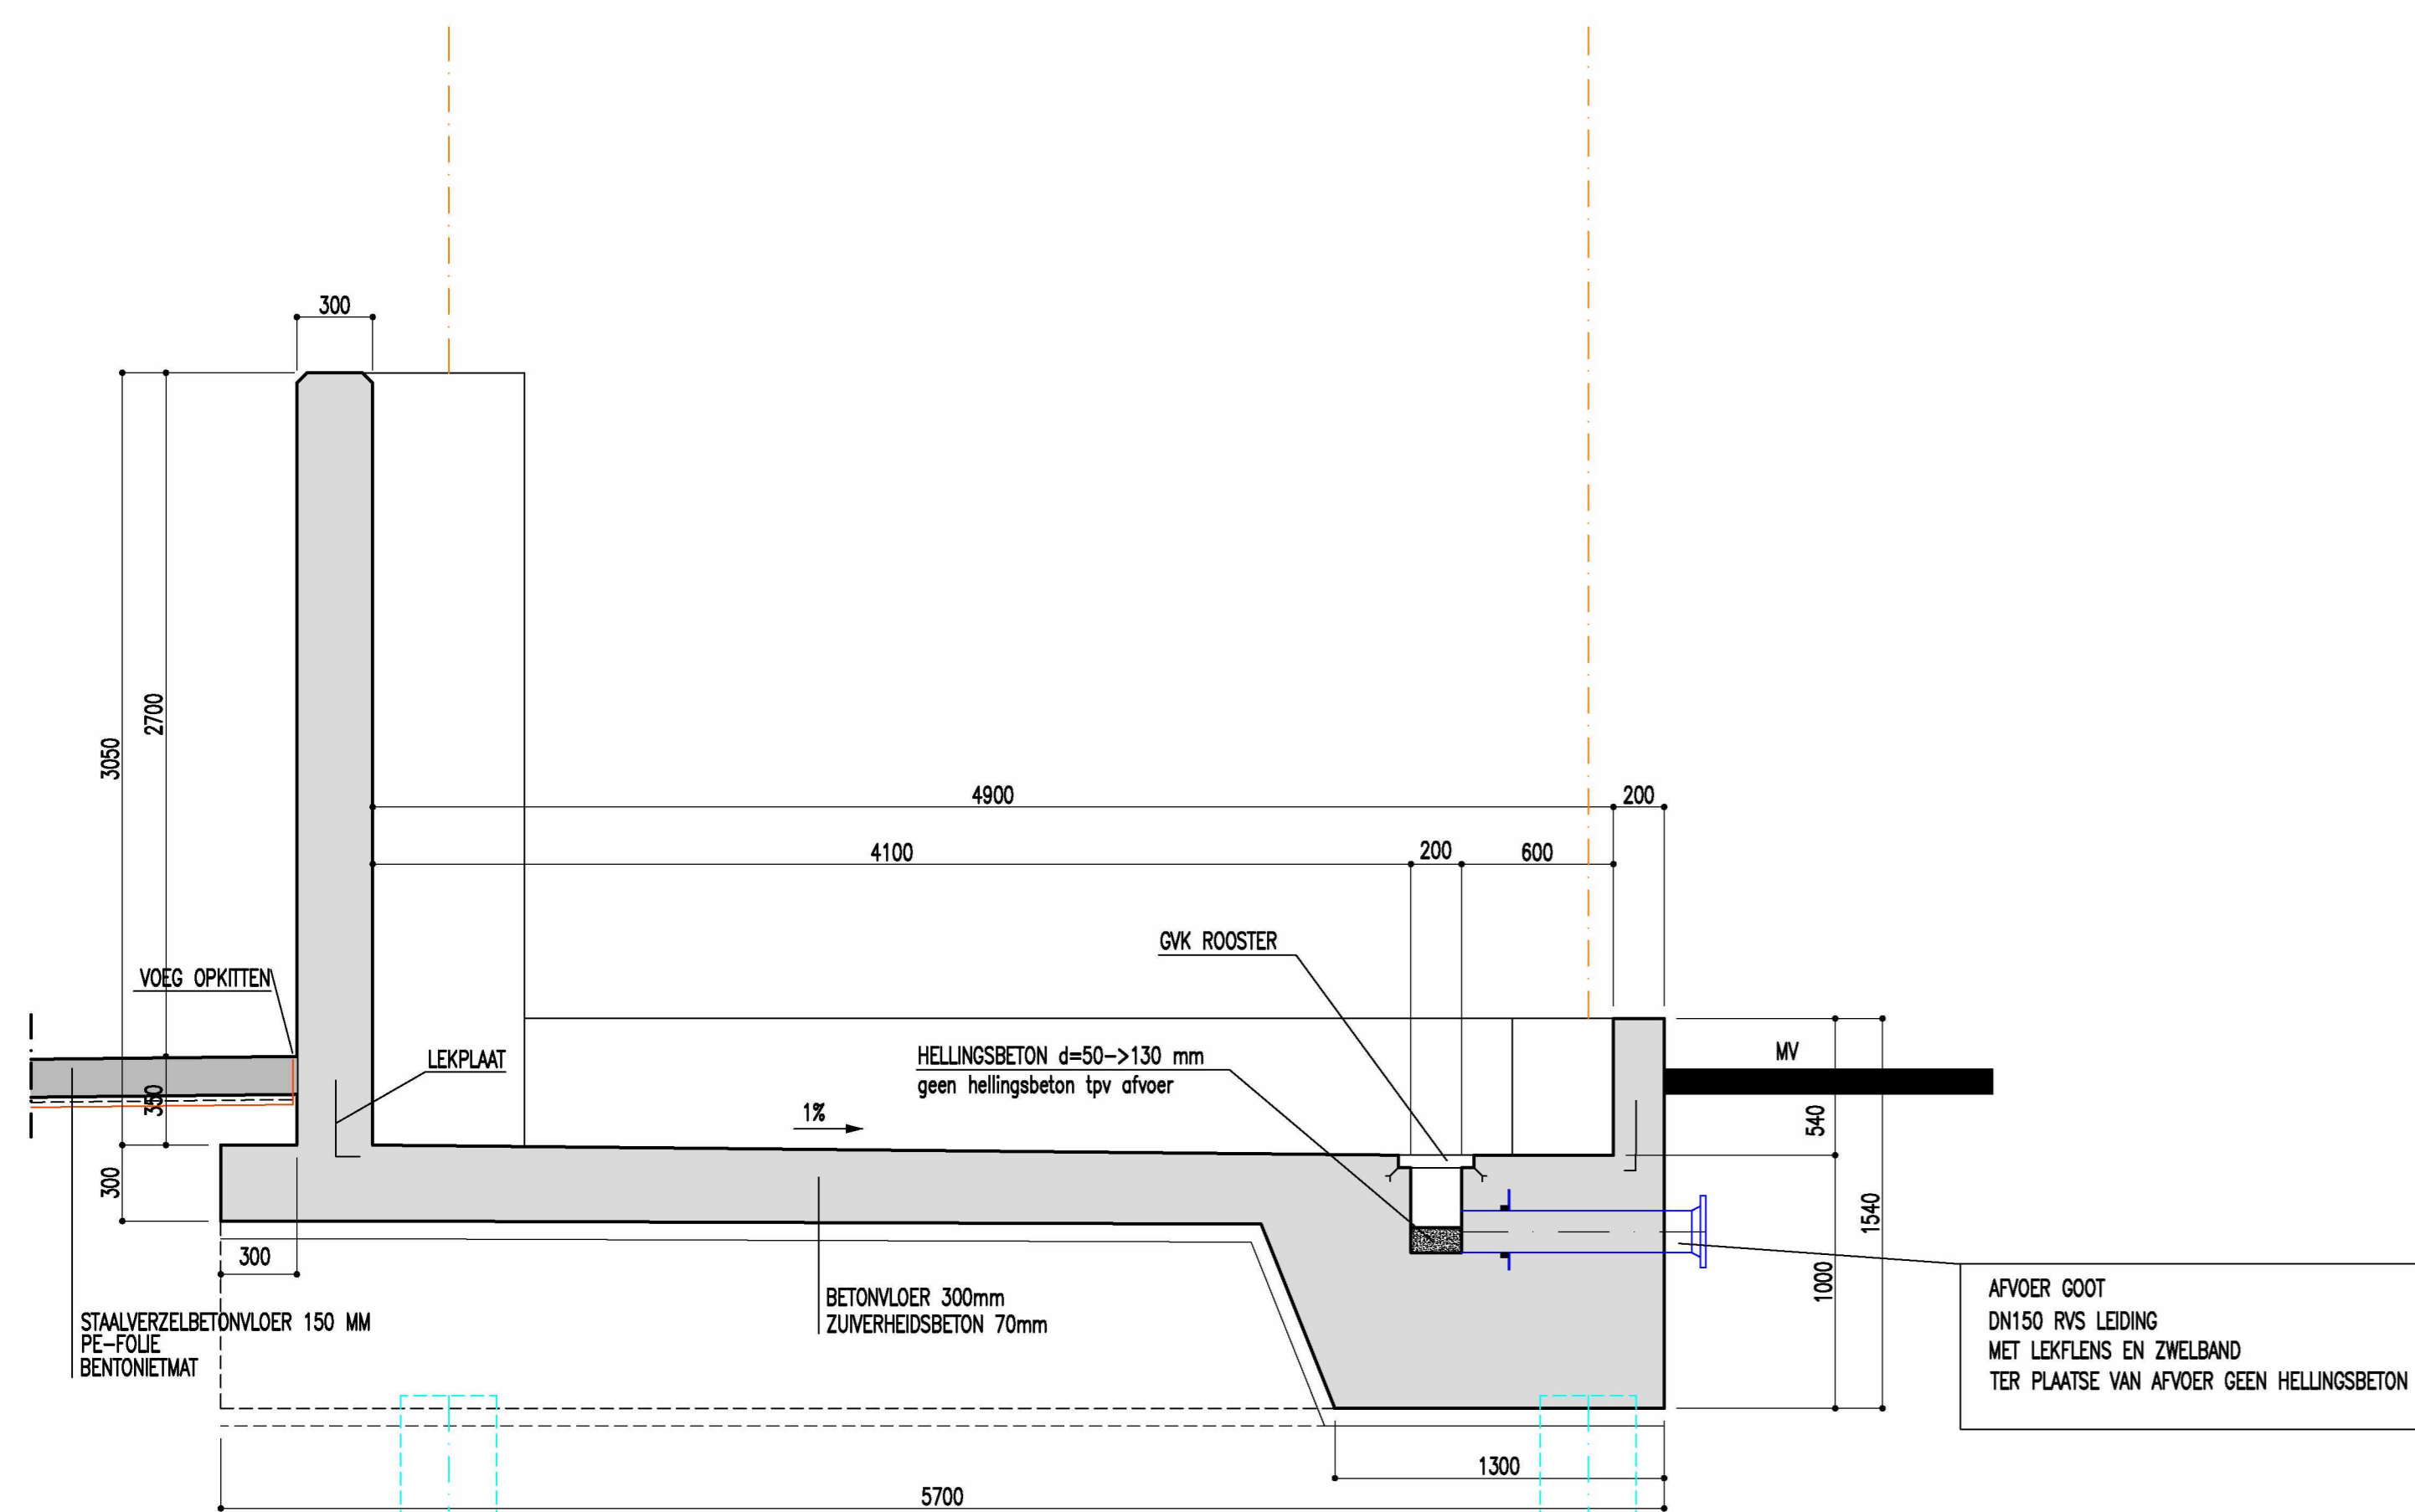 300
2700
3050
4900
200
4100
200
600
GVK ROOSTER
VOEG OPKITTEN
LEKPLAAT
HELLINGSBETON d=50->130 mm
geen hellingsbeton tpv afvoer
MV
350
1%
540
300
1540
300
1000
BETONVLOER 300mm
ZUIVERHEIDSBETON 70mm
STAALVERZELBETONVLOER 150 MM
PE-FOLIE
BENTONIETMAT
AFVOER GOOT
DN150 RVS LEIDING
MET LEKFLENS EN ZWELBAND
TER PLAATSE VAN AFVOER GEEN HELLINGSBETON
1300
5700